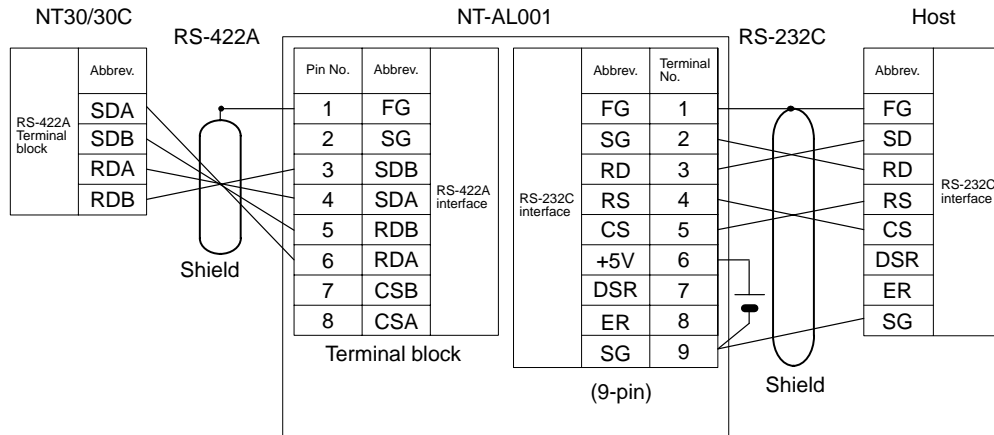 NT30/30C
NT-AL001
Host
RS-422A
RS-232C
Abbrev.
RS-422A
Terminal
block
SDA
SDB
RDA
RDB
Shield
Pin No. Abbrev.
1 FG
2 SG
3 SDB
4 SDA
5 RDB
6 RDA
7 CSB
8 CSA
RS-422A
interface
Terminal block
RS-232C
interface
Abbrev. Terminal
No.
FG 1
SG 2
RD 3
RS 4
CS 5
+5V 6
DSR 7
ER 8
SG 9
(9-pin)
Shield
Abbrev.
FG
SD
RD
RS
CS
DSR
ER
SG
RS-232C
interface